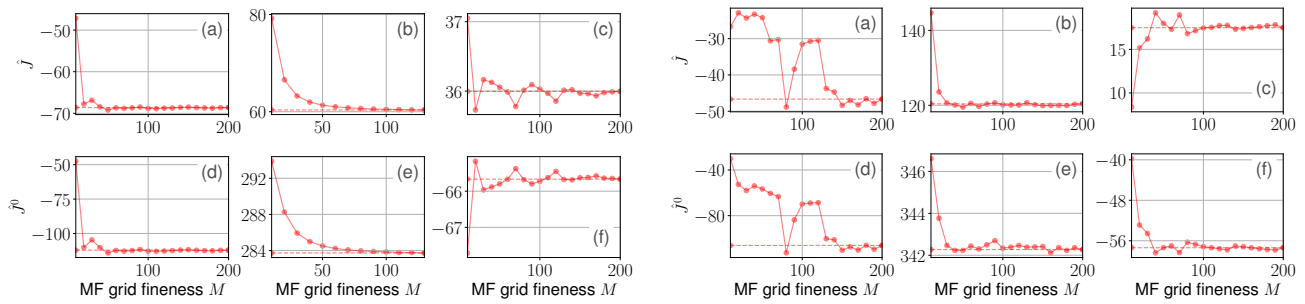 −50
−60
−70
Ĵ
(a)
100
200
80
60
(b)
50
100
37
36
(c)
100
200
−50
−75
−100
Ĵ⁰
(d)
100
200
MF grid fineness M
292
288
284
(e)
50
100
MF grid fineness M
−66
−67
(f)
100
200
MF grid fineness M
−30
−40
−50
Ĵ
(a)
100
200
140
120
(b)
100
200
15
10
(c)
100
200
−40
−80
Ĵ⁰
(d)
100
200
MF grid fineness M
346
344
342
(e)
100
200
MF grid fineness M
−40
−48
−56
(f)
100
200
MF grid fineness M